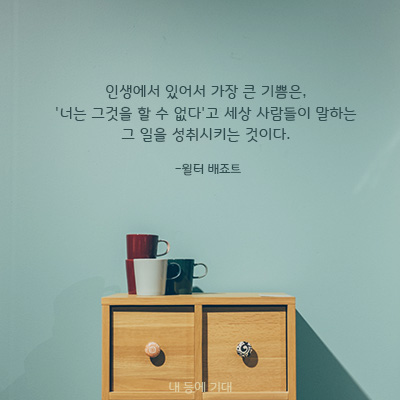 인생에서 있어서 가장 큰 기쁨은,
'너는 그것을 할 수 없다'고 세상 사람들이 말하는
그 일을 성취시키는 것이다.
-월터 배죠트
내 등에 기대